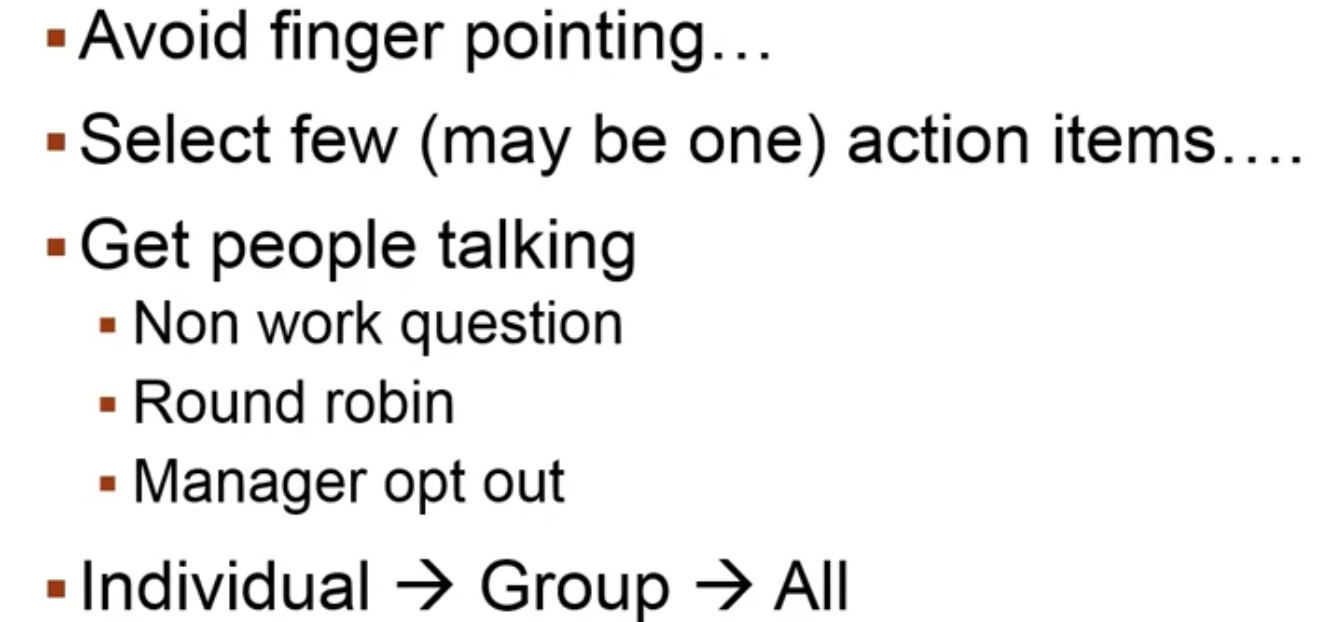 ▪ Avoid finger pointing…
▪ Select few (may be one) action items….
▪ Get people talking
▪ Non work question
▪ Round robin
▪ Manager opt out
▪ Individual → Group → All